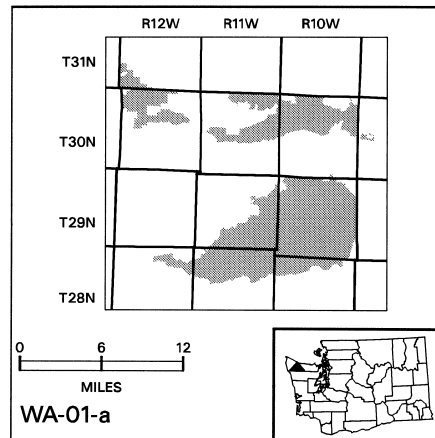 R12W R11W R10W
T31N
T30N
T29N
T28N
0 6 12
MILES
WA-01-a